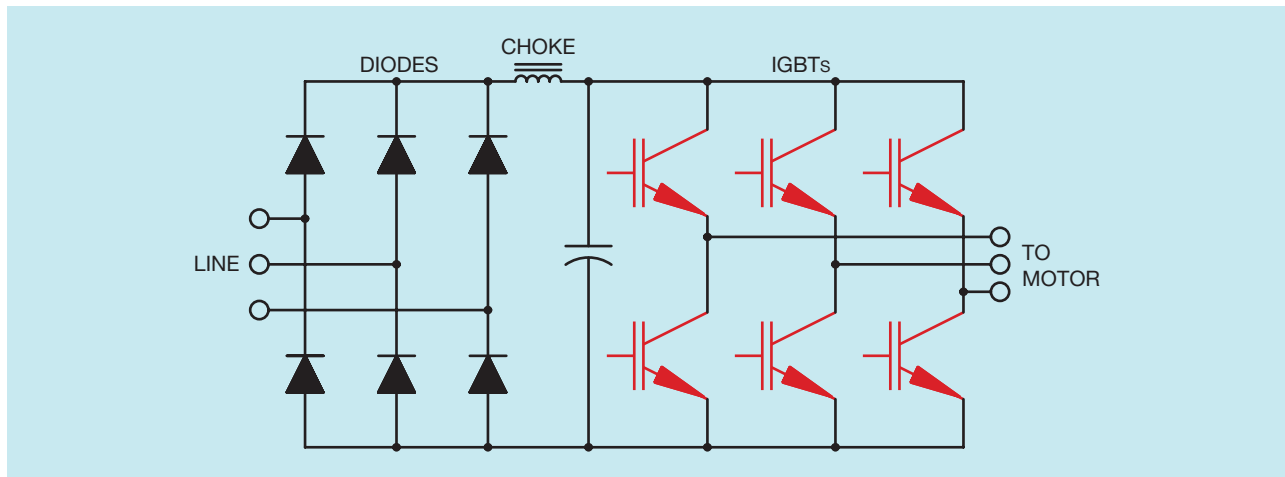 CHOKE
DIODES
IGBTs
LINE
TO
MOTOR